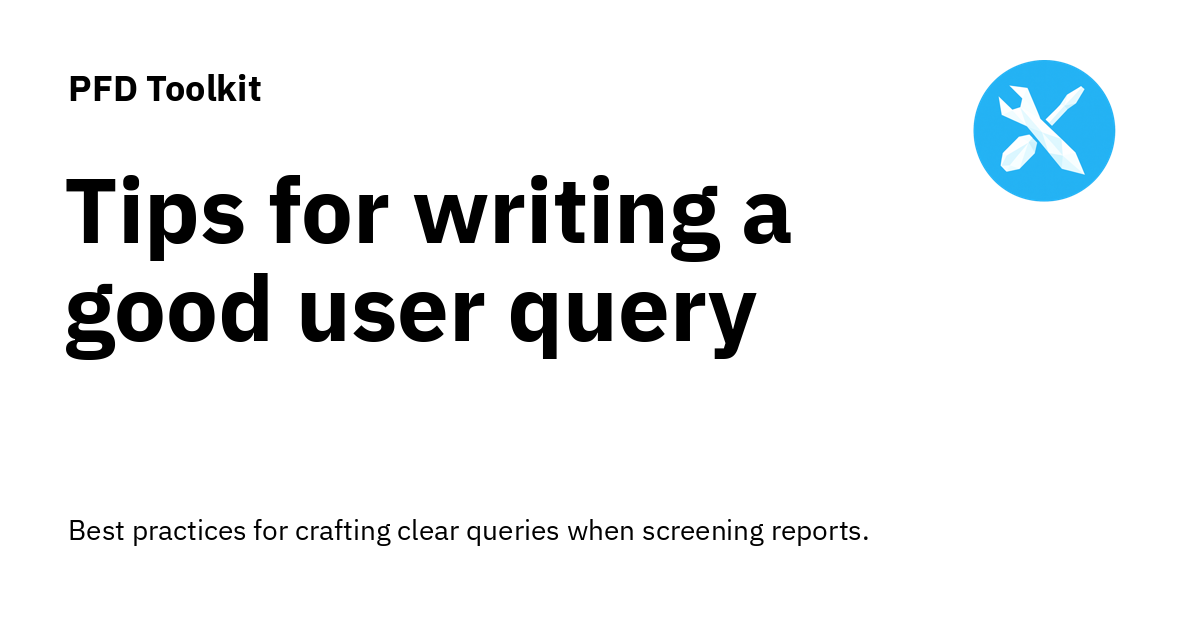 PFD Toolkit
Tips for writing a
good user query
Best practices for crafting clear queries when screening reports.